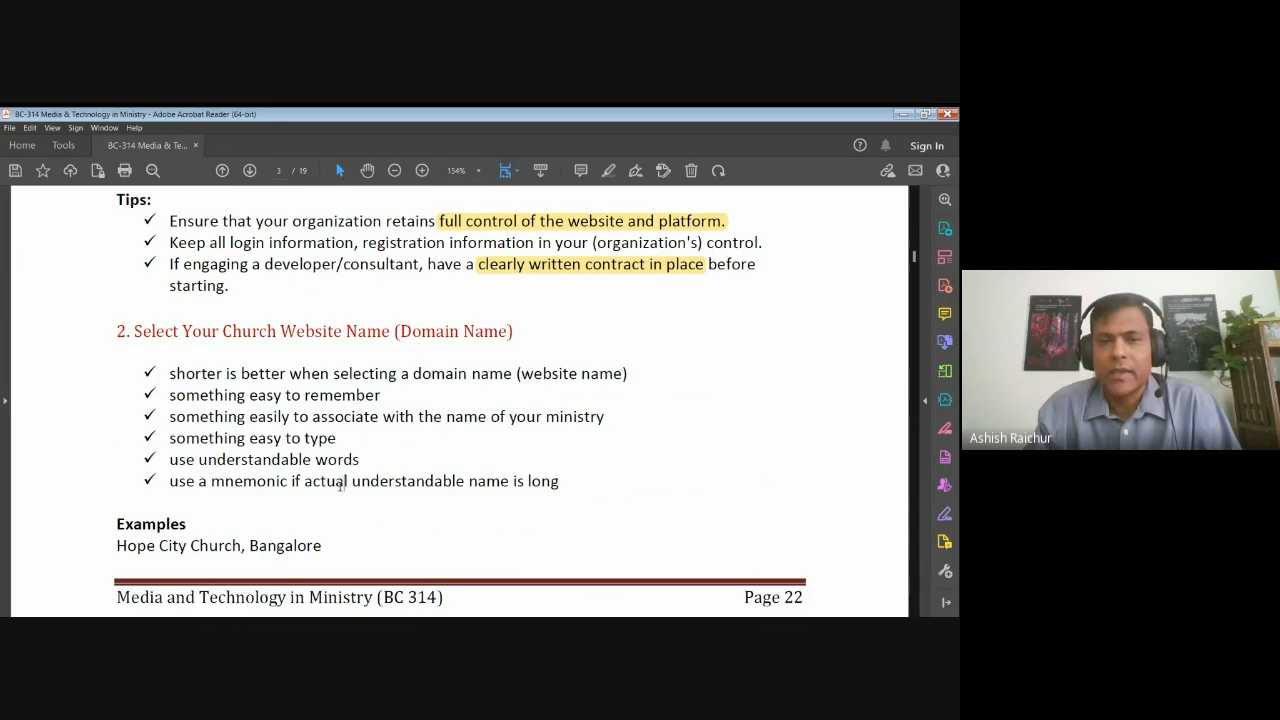 BC-314 Media & Technology in Ministry - Adobe Acrobat Reader (64-bit)
File Edit View Sign Window Help
Home Tools BC-314 Media & Te... × Sign In
3 / 19 154%
Tips:
✓ Ensure that your organization retains full control of the website and platform.
✓ Keep all login information, registration information in your (organization's) control.
✓ If engaging a developer/consultant, have a clearly written contract in place before
starting.
2. Select Your Church Website Name (Domain Name)
✓ shorter is better when selecting a domain name (website name)
✓ something easy to remember
✓ something easily to associate with the name of your ministry
✓ something easy to type
✓ use understandable words
✓ use a mnemonic if actual understandable name is long
Examples
Hope City Church, Bangalore
Media and Technology in Ministry (BC 314) Page 22
Ashish Raichur